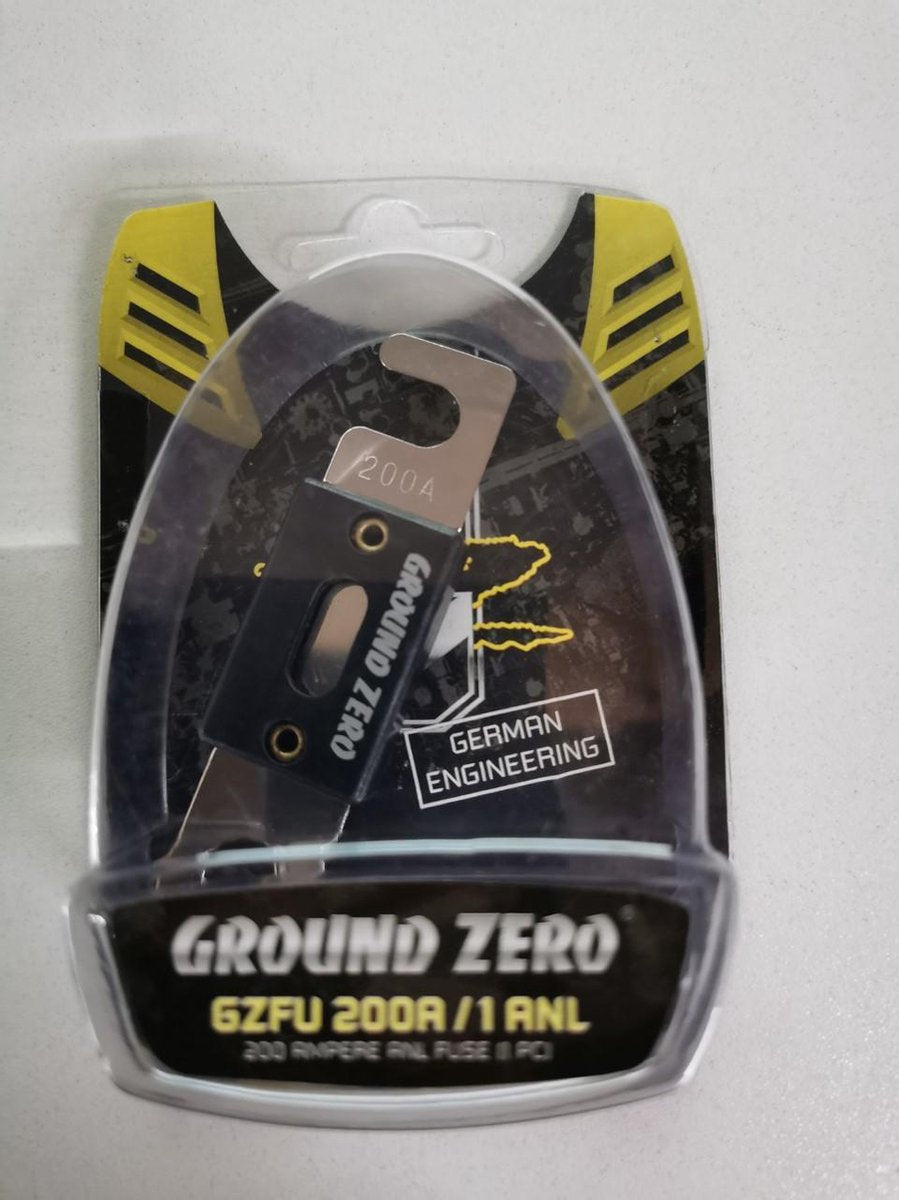 200A
GROUND ZERO
GERMAN
ENGINEERING
GROUND ZERO
GZFU 200A/1 ANL
200 AMPERE ANL FUSE (1 PC)